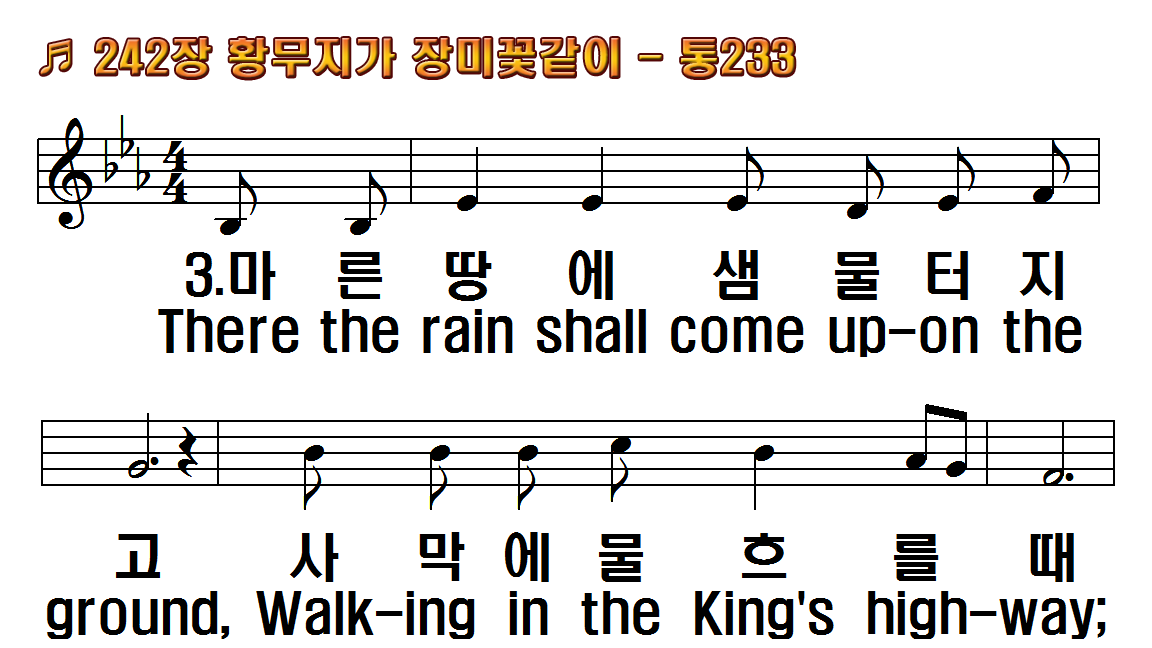 ♬ 242장 황무지가 장미꽃같이 - 통233
3.마 른 땅 에 샘 물 터 지
There the rain shall come up-on the
고 사 막 에 물 흐 를 때
ground, Walk-ing in the King's high-way;